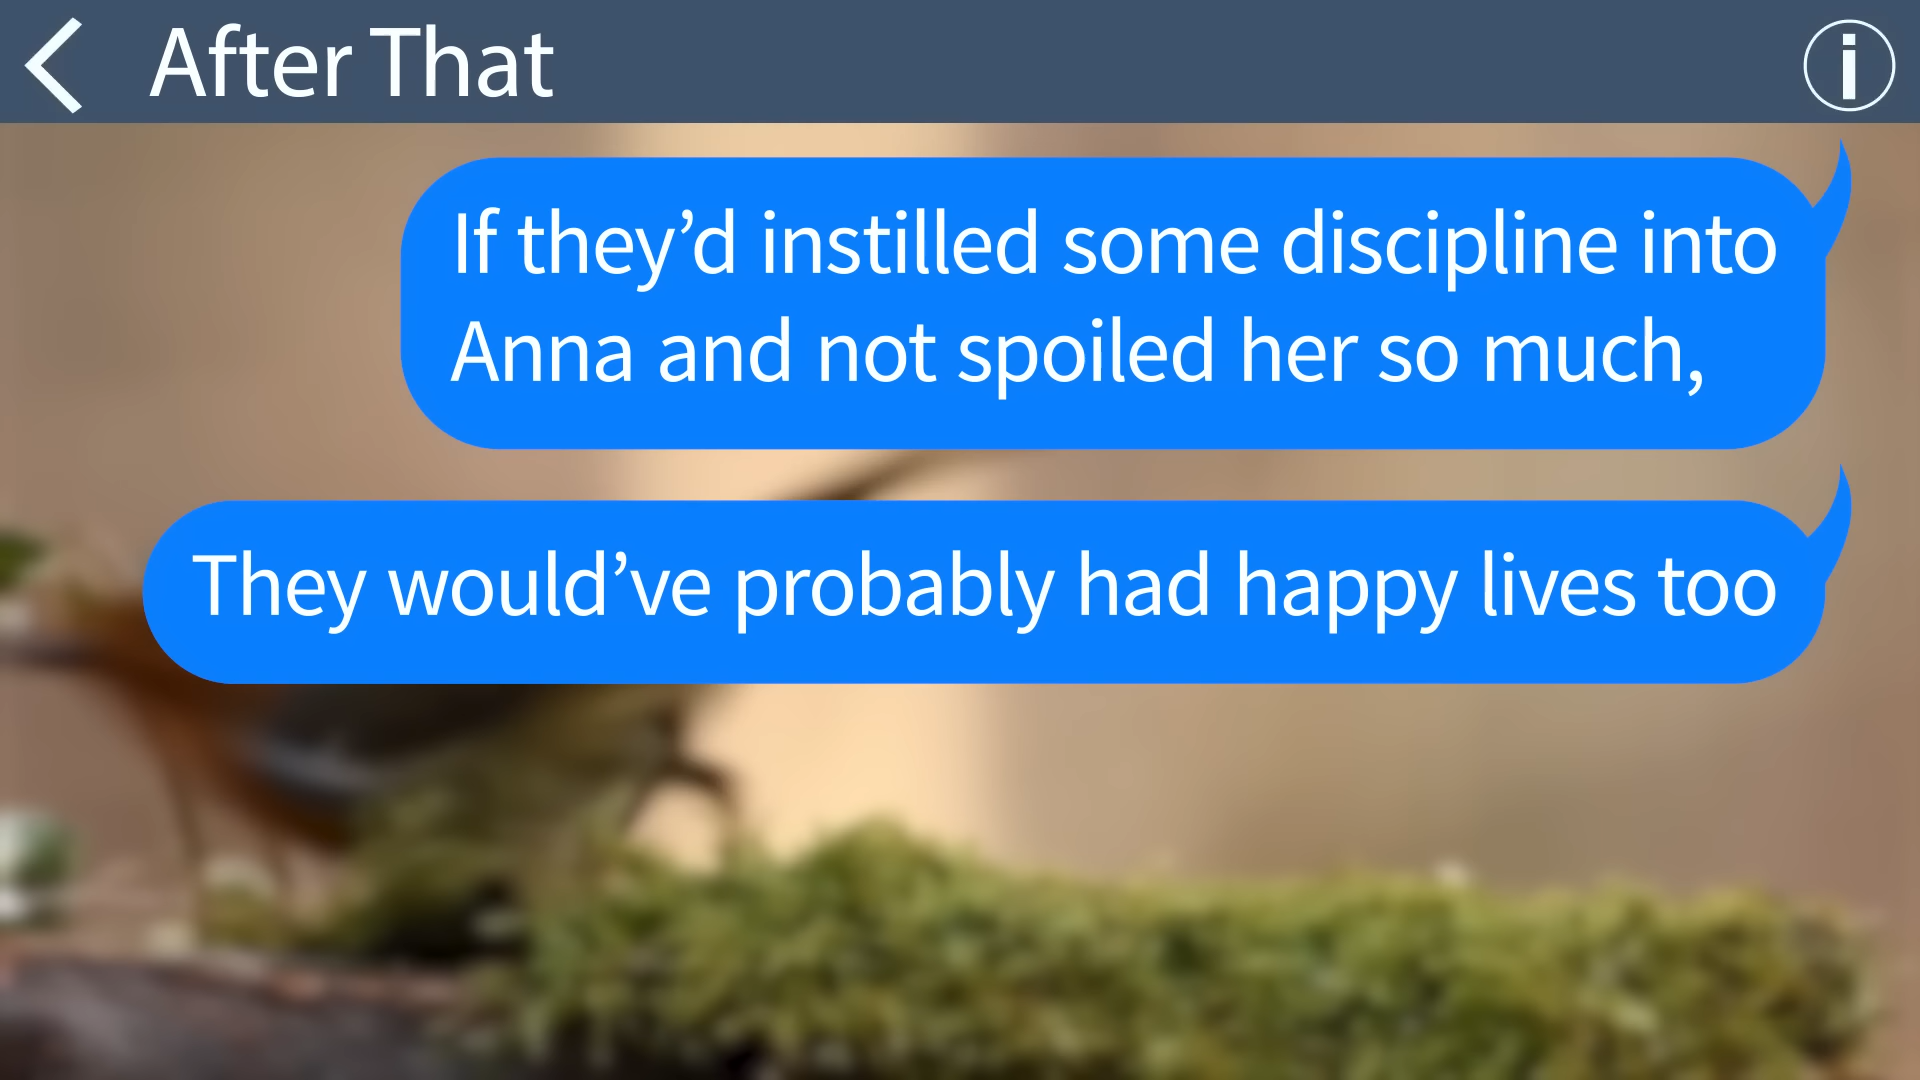 After That
If they’d instilled some discipline into
Anna and not spoiled her so much,
They would’ve probably had happy lives too